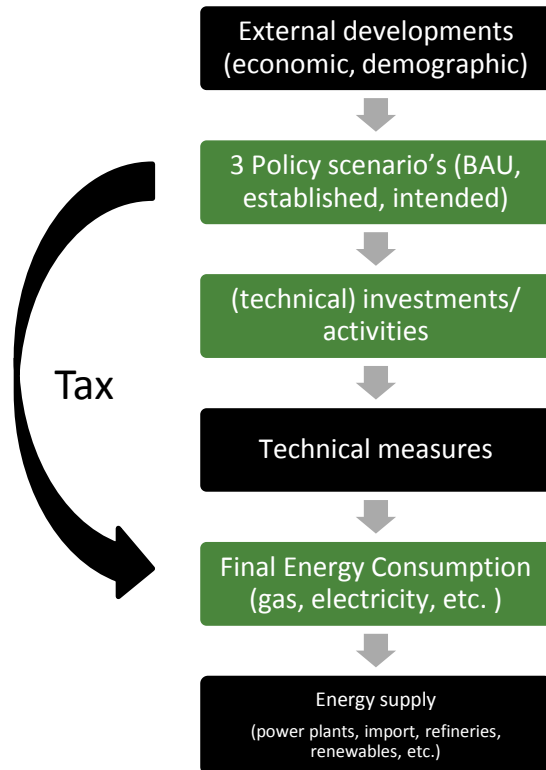 External developments
(economic, demographic)
3 Policy scenario’s (BAU,
established, intended)
(technical) investments/
activities
Tax
Technical measures
Final Energy Consumption
(gas, electricity, etc. )
Energy supply
(power plants, import, refineries,
renewables, etc.)